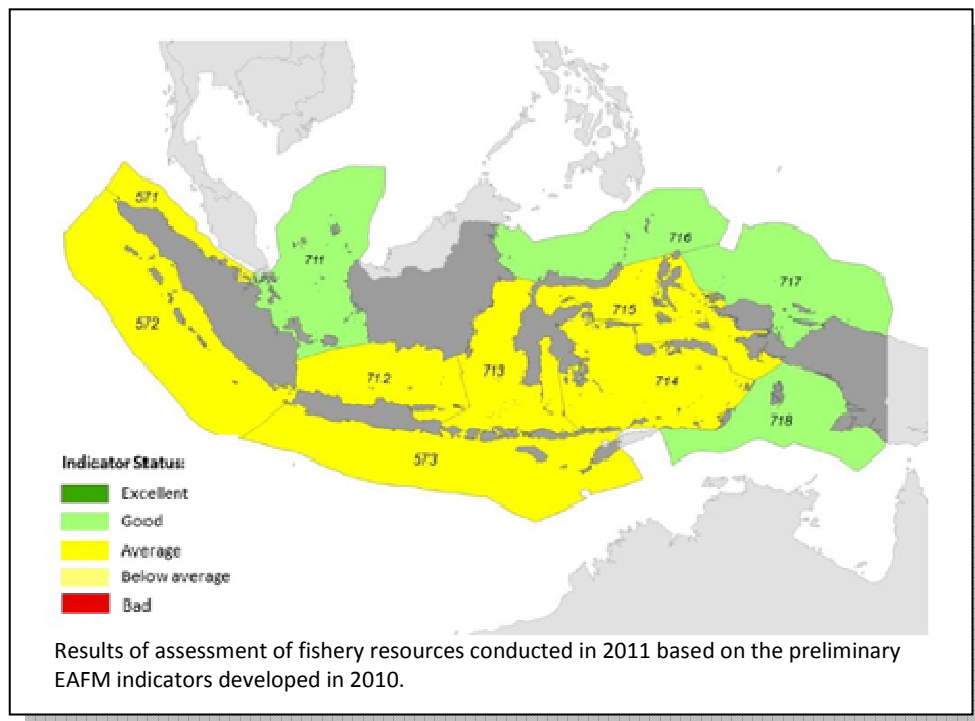 571
711
716
717
572
715
712
713
714
718
573
Indicator Status:
Excellent
Good
Average
Below average
Bad
Results of assessment of fishery resources conducted in 2011 based on the preliminary
EAFM indicators developed in 2010.